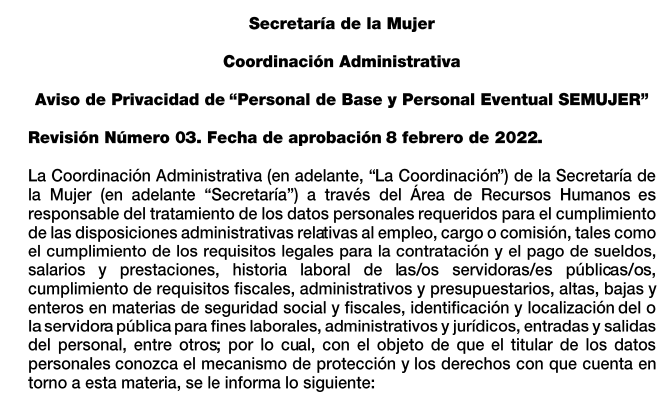 Secretaría de la Mujer
Coordinación Administrativa
Aviso de Privacidad de “Personal de Base y Personal Eventual SEMUJER”
Revisión Número 03. Fecha de aprobación 8 febrero de 2022.
La Coordinación Administrativa (en adelante, “La Coordinación”) de la Secretaría de
la Mujer (en adelante “Secretaría”) a través del Área de Recursos Humanos es
responsable del tratamiento de los datos personales requeridos para el cumplimiento
de las disposiciones administrativas relativas al empleo, cargo o comisión, tales como
el cumplimiento de los requisitos legales para la contratación y el pago de sueldos,
salarios y prestaciones, historia laboral de las/os servidoras/es públicas/os,
cumplimiento de requisitos fiscales, administrativos y presupuestarios, altas, bajas y
enteros en materias de seguridad social y fiscales, identificación y localización del o
la servidora pública para fines laborales, administrativos y jurídicos, entradas y salidas
del personal, entre otros; por lo cual, con el objeto de que el titular de los datos
personales conozca el mecanismo de protección y los derechos con que cuenta en
torno a esta materia, se le informa lo siguiente: